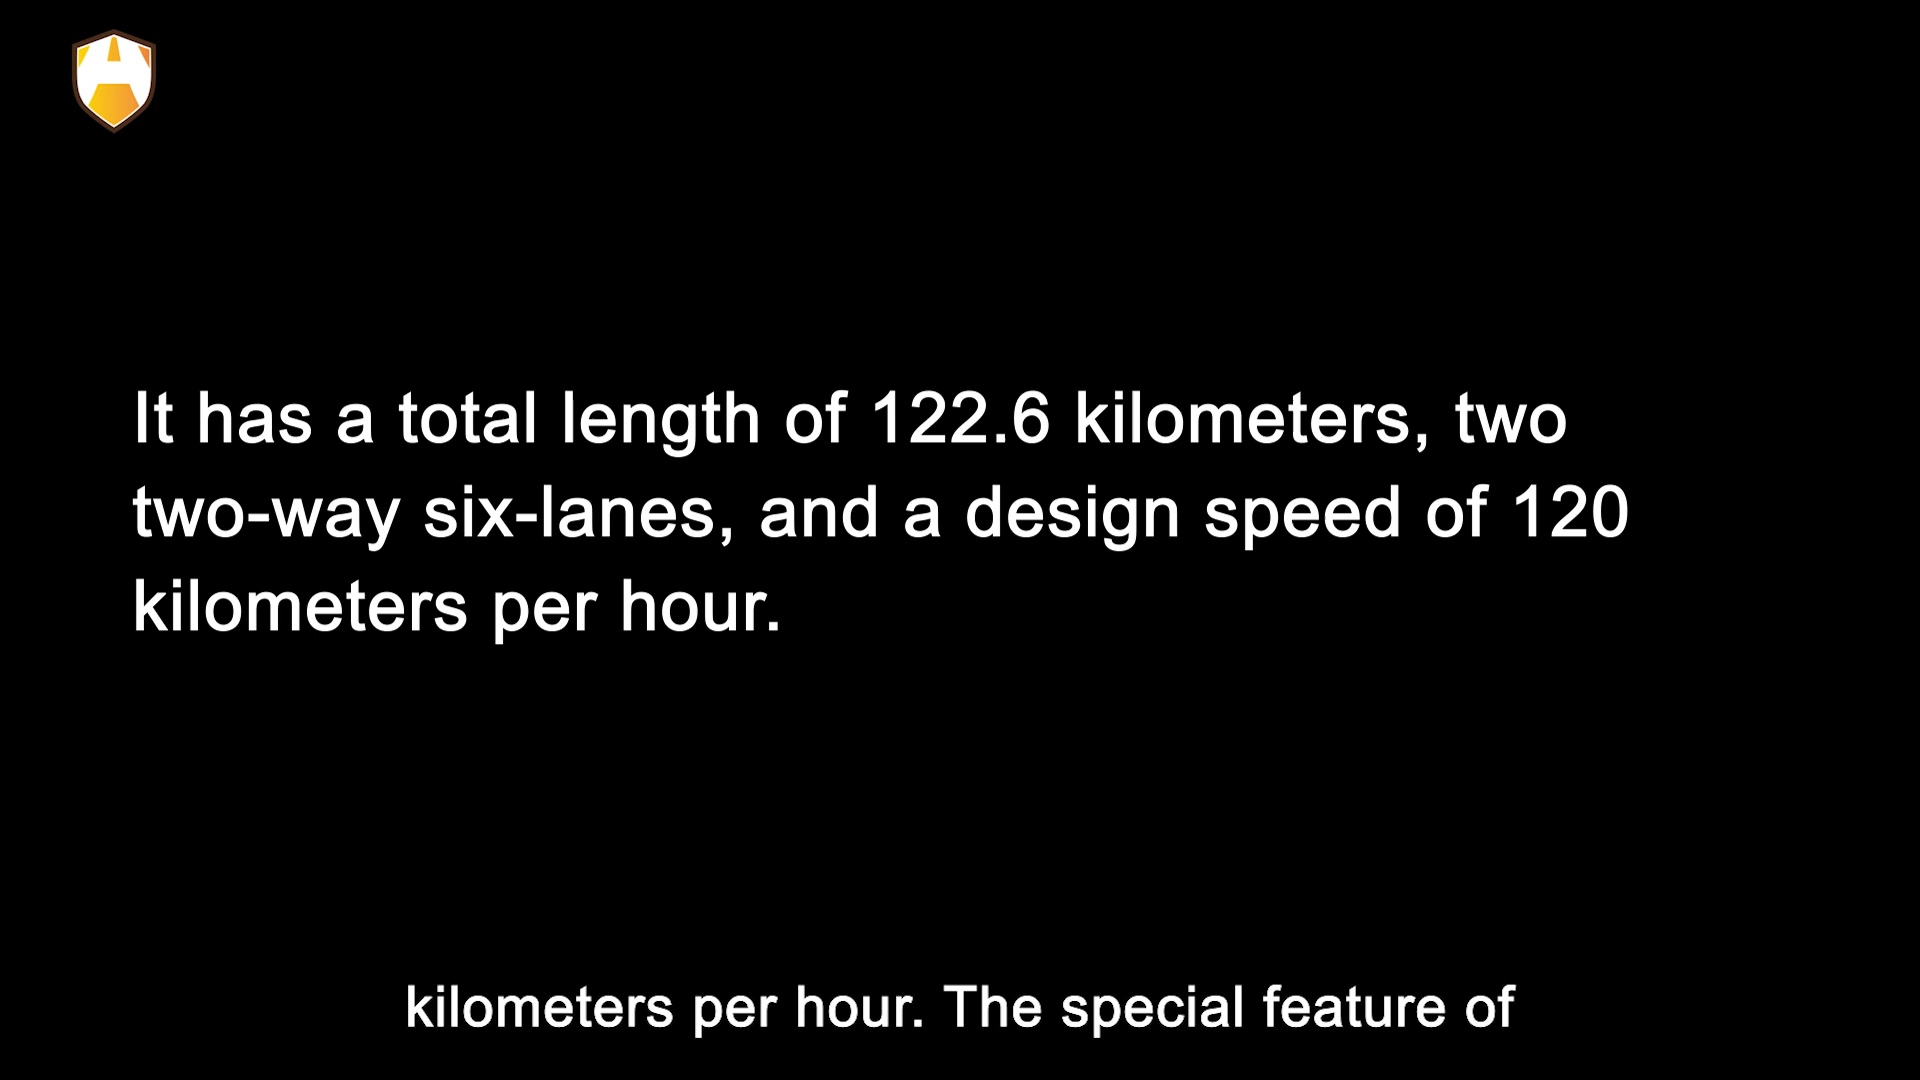 It has a total length of 122.6 kilometers, two
two-way six-lanes, and a design speed of 120
kilometers per hour.
kilometers per hour. The special feature of